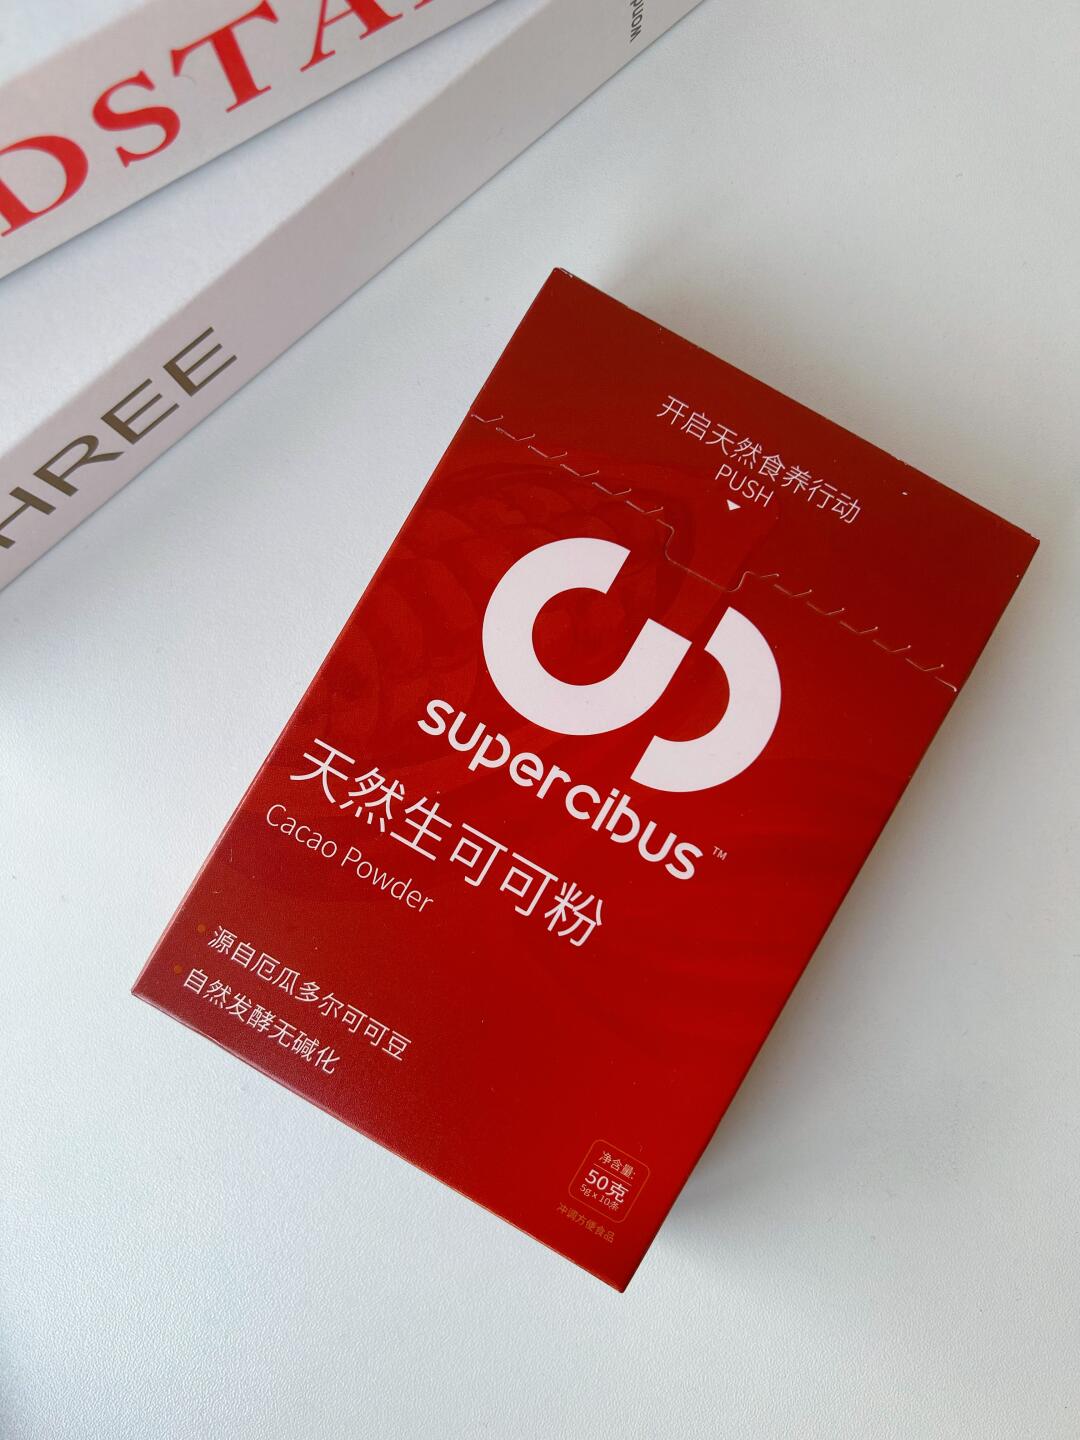 DSTA
HREE
开启天然食养行动
PUSH
supercibus™
天然生可可粉
Cacao Powder
• 源自厄瓜多尔可可豆
• 自然发酵无碱化
净含量:
50克
5g x 10条
冲调方便食品